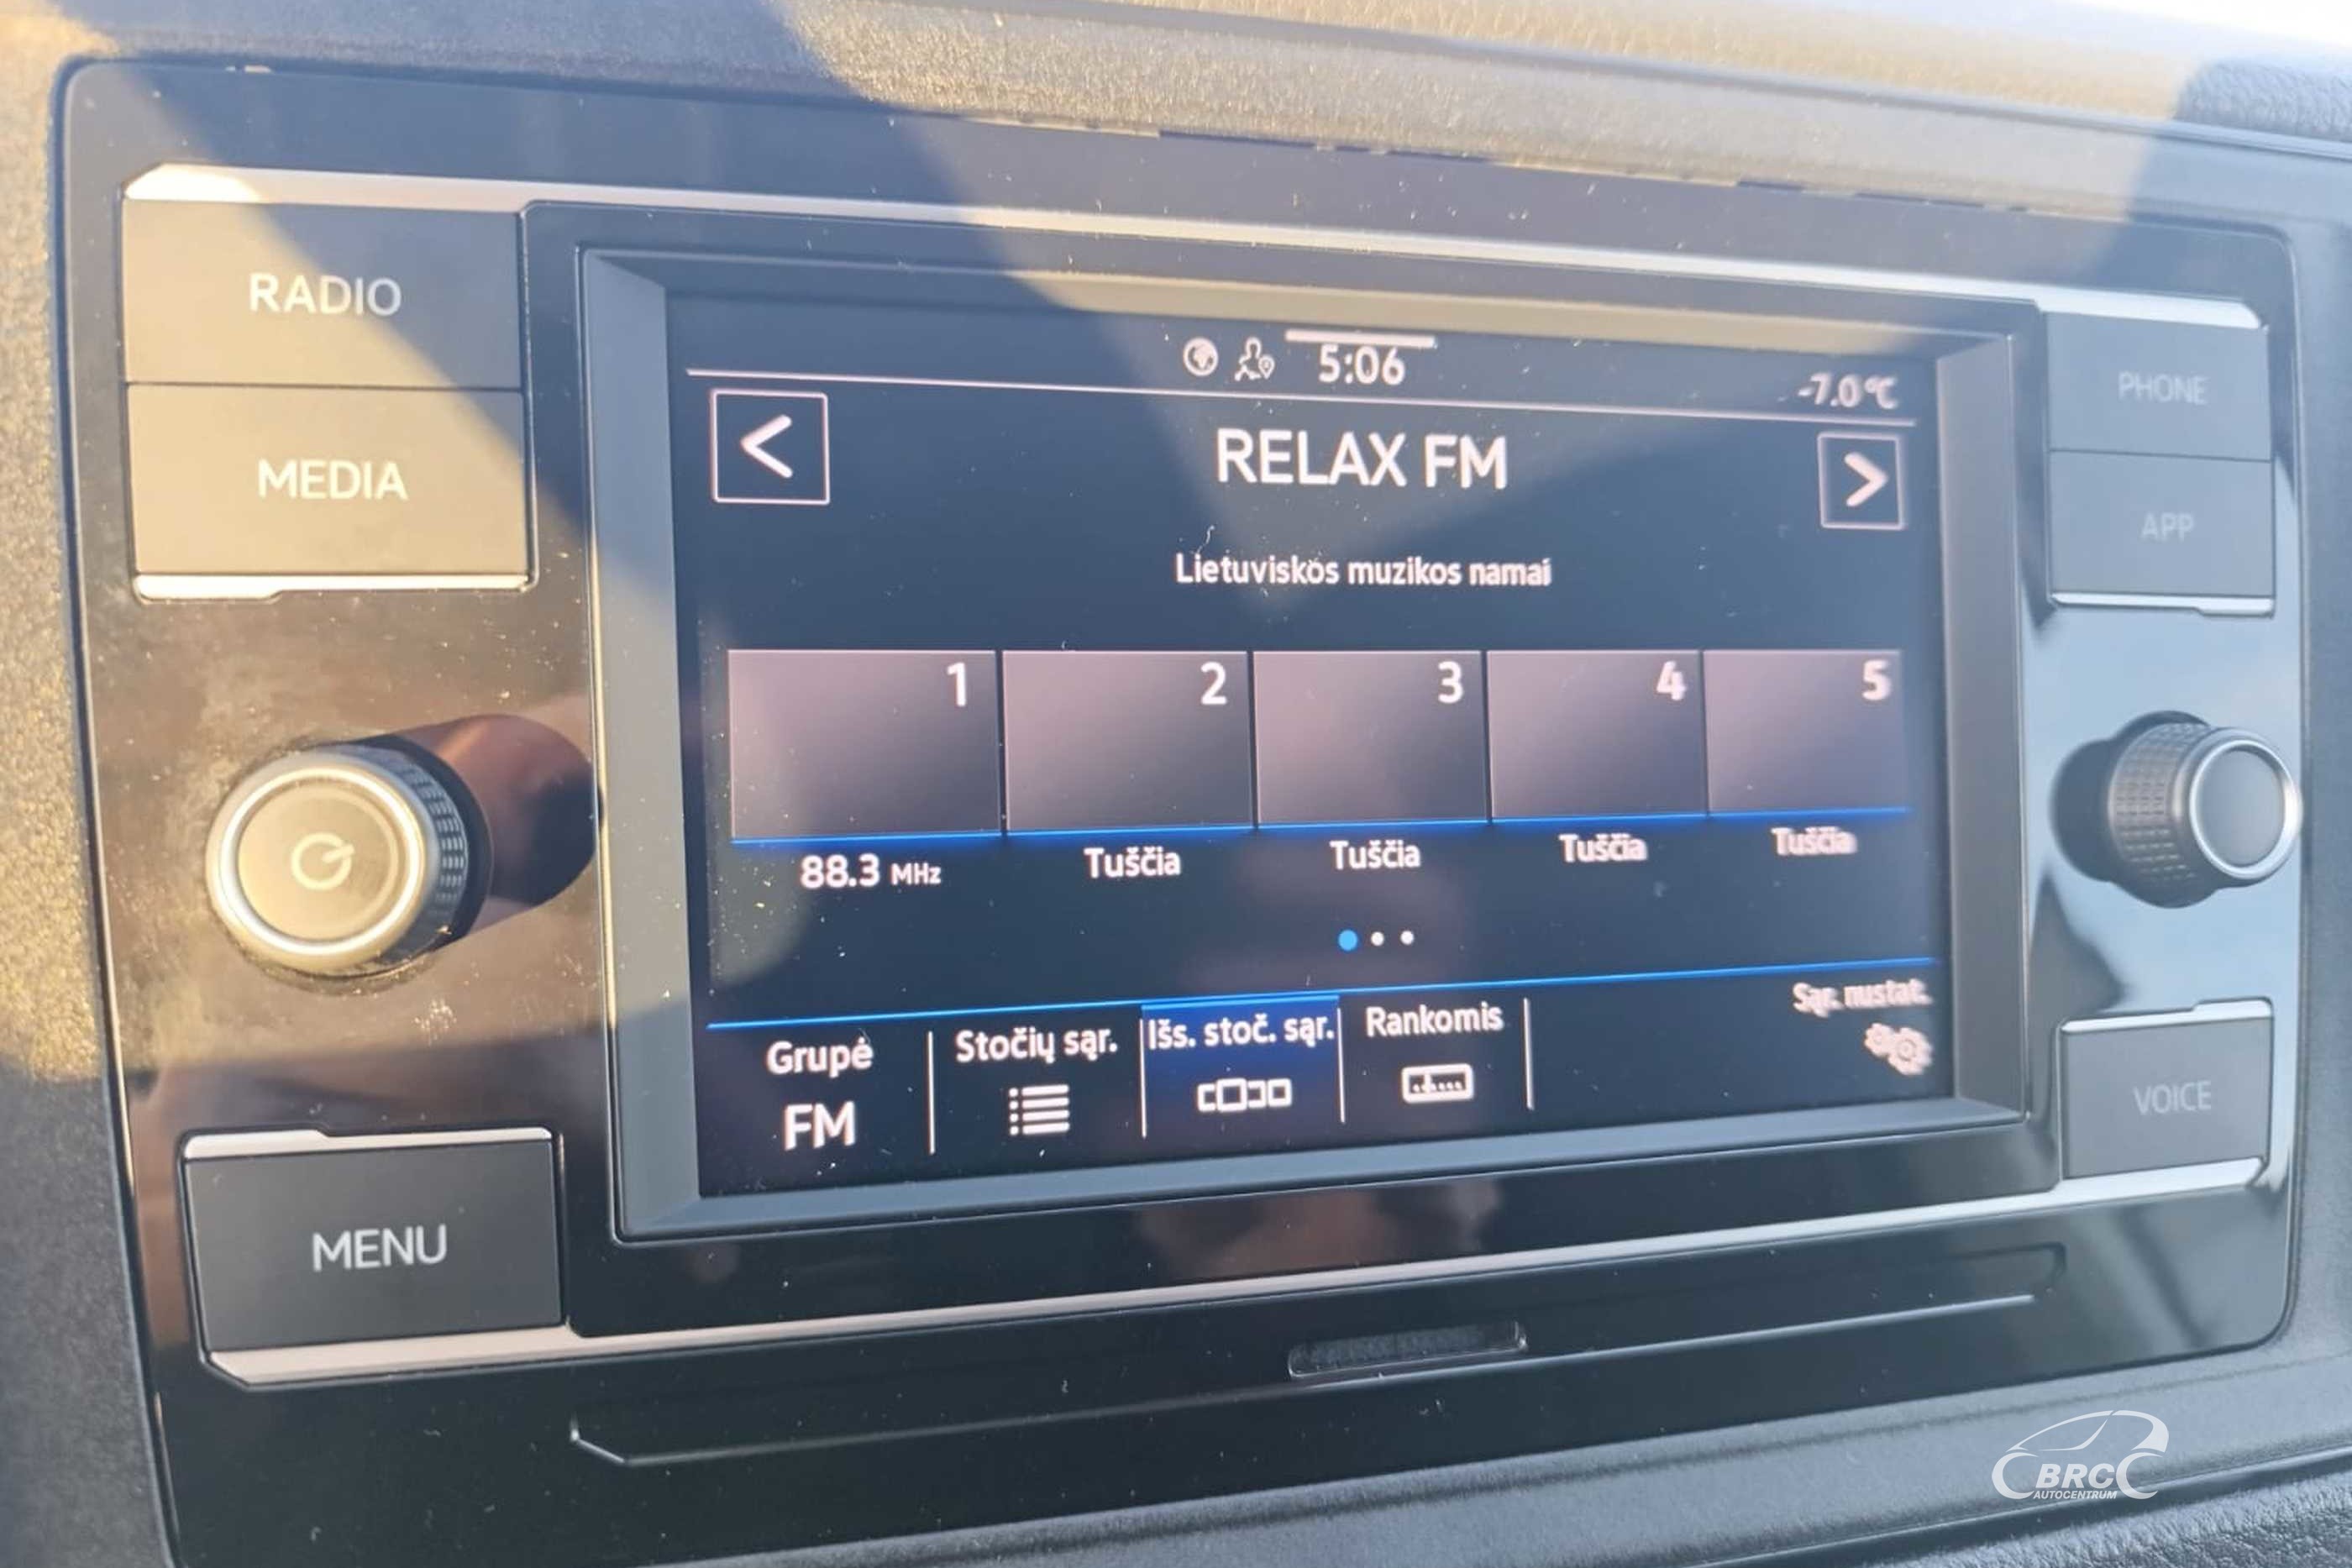 RADIO
MEDIA
MENU
5:06
-7.0°C
<
RELAX FM
>
Lietuviskos muzikos namai
1 2 3 4 5
88.3 MHz Tuščia Tuščia Tuščia Tuščia
Grupė Stočių sąr. Išs. stoč. sąr. Rankomis Sąr. nustat.
FM
PHONE
APP
VOICE
BRC
AUTOCENTRUM